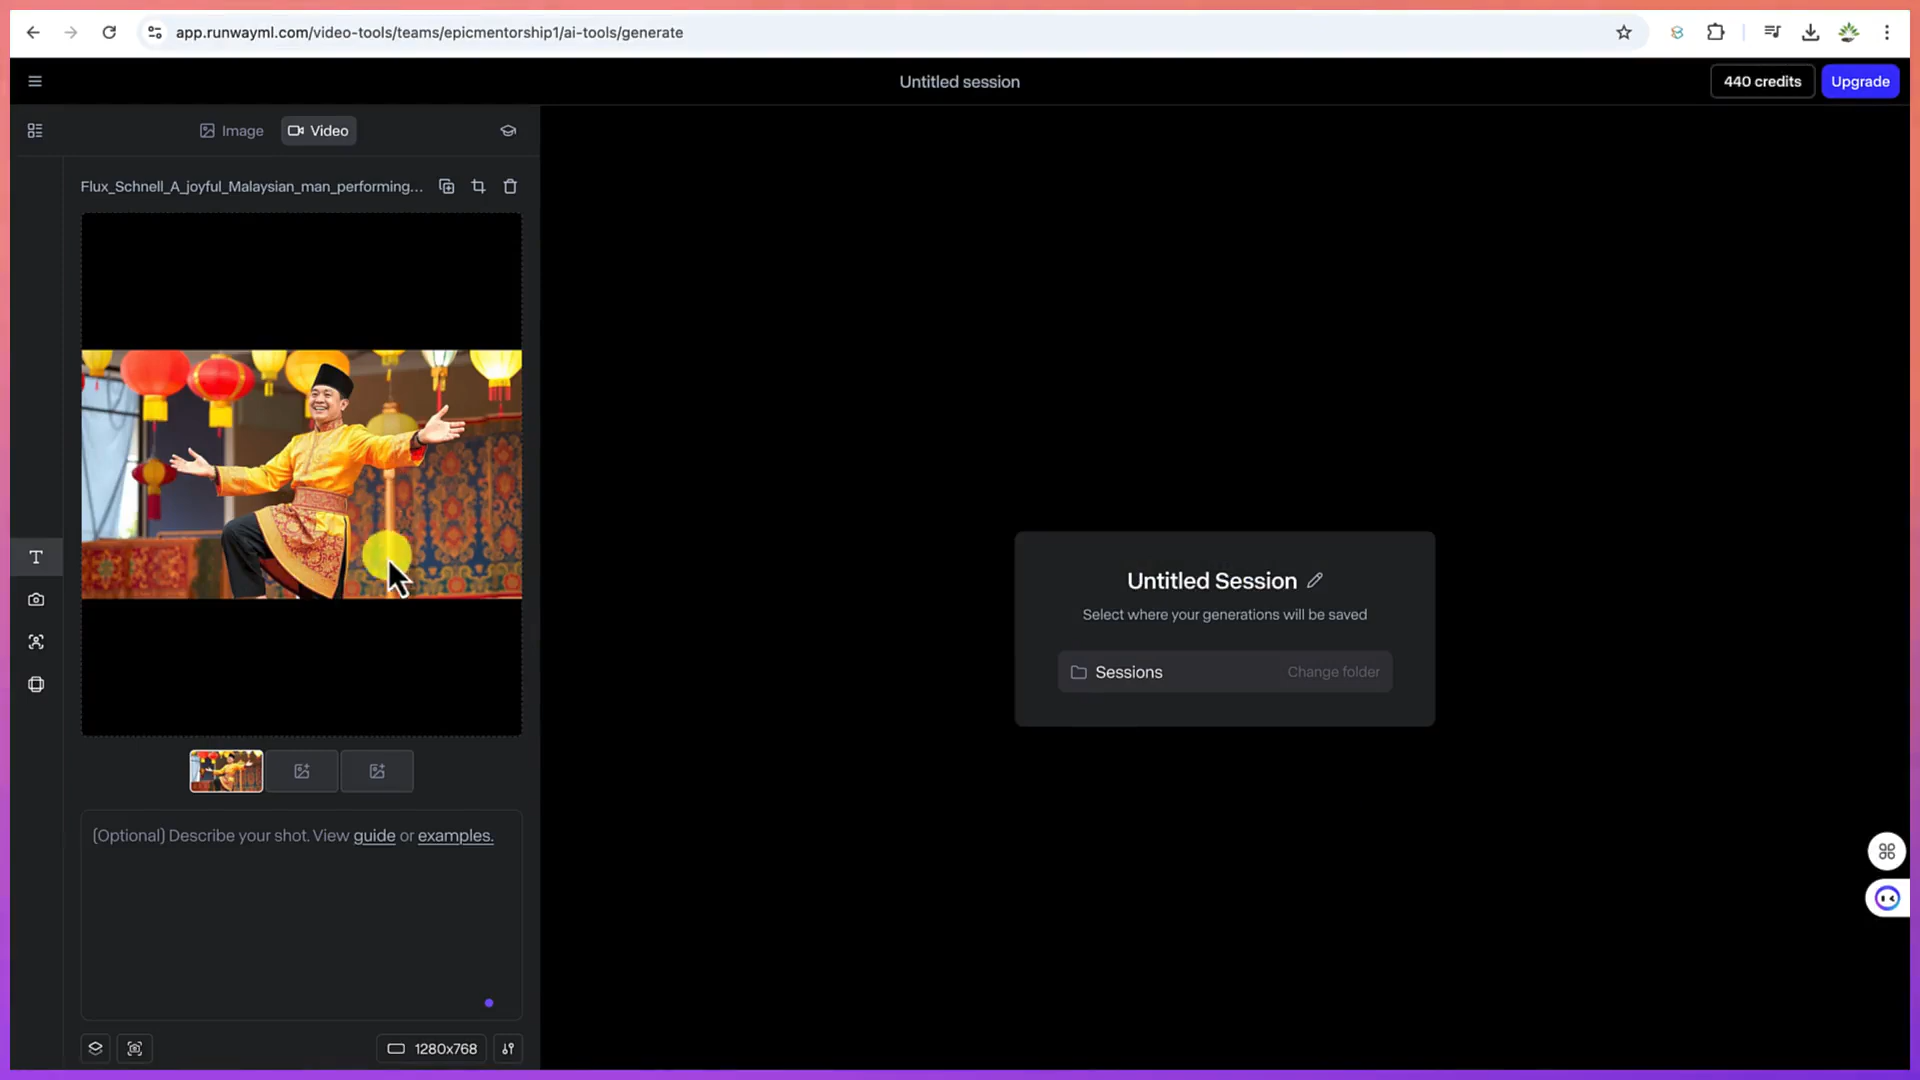 app.runwayml.com/video-tools/teams/epicmentorship1/ai-tools/generate
Untitled session
440 credits
Upgrade
Image
Video
Flux_Schnell_A_joyful_Malaysian_man_performing...
T
Untitled Session
Select where your generations will be saved
Sessions
Change folder
(Optional) Describe your shot. View guide or examples.
1280x768